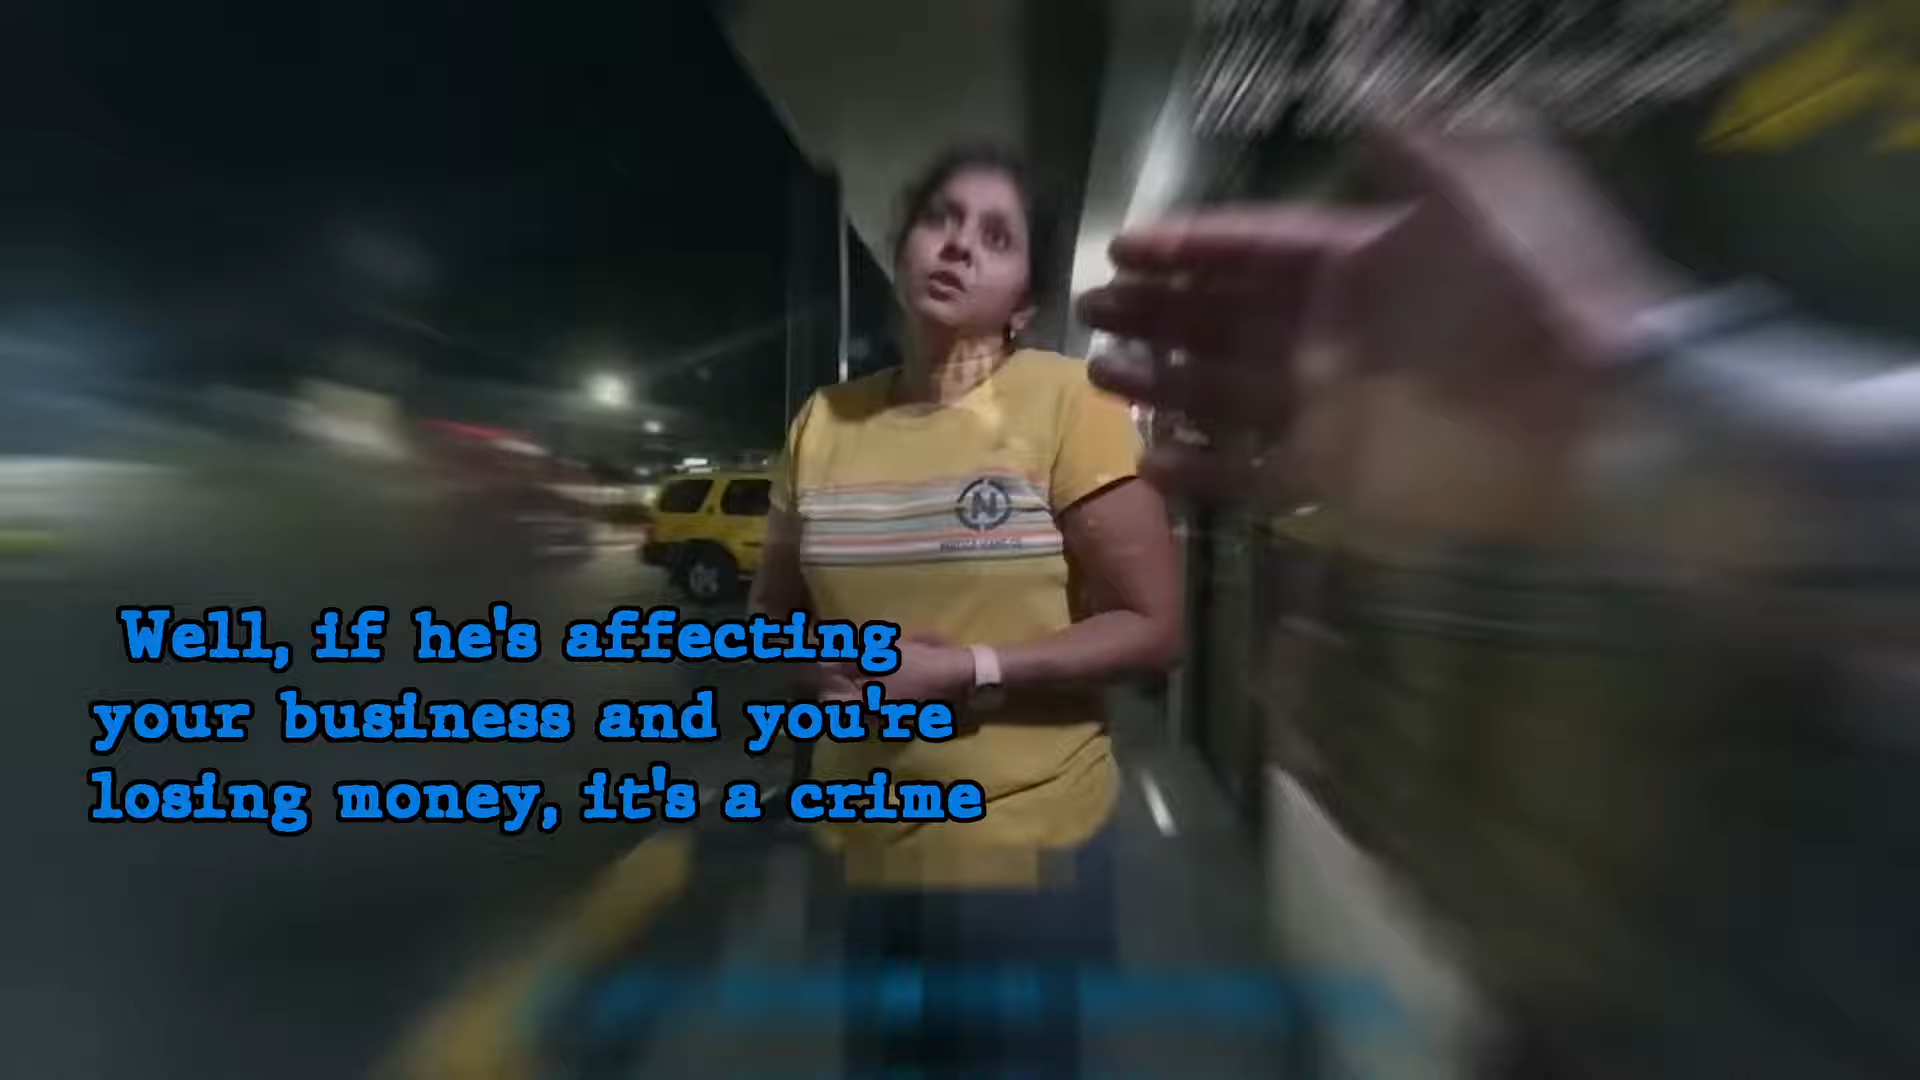 Well, if he's affecting
your business and you're
losing money, it's a crime
N